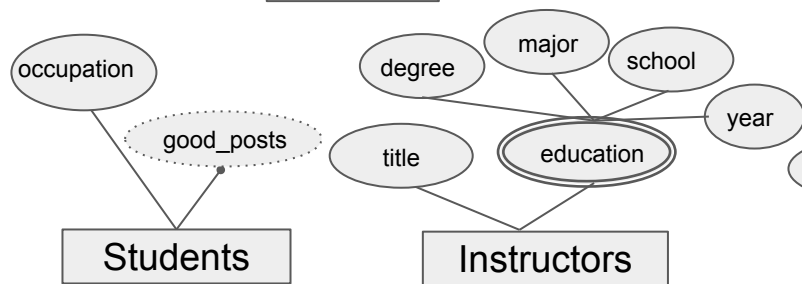 major
school
degree
occupation
year
good_posts
title
education
Students
Instructors